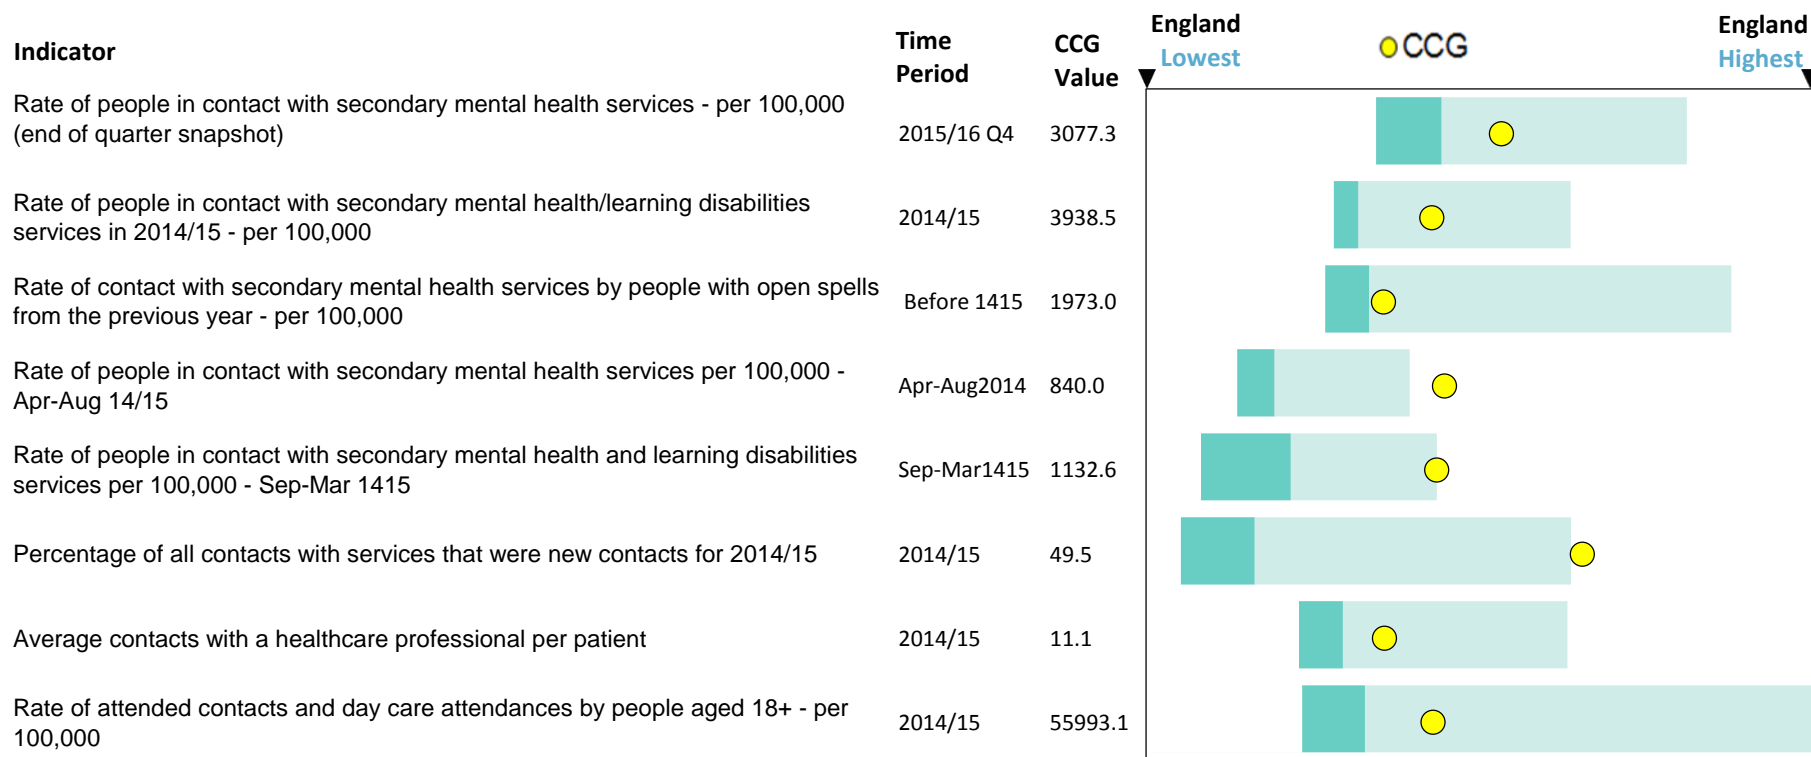 Indicator
Time
Period
CCG
Value
England
Lowest
CCG
England
Highest
Rate of people in contact with secondary mental health services - per 100,000
(end of quarter snapshot)
2015/16 Q4
3077.3
Rate of people in contact with secondary mental health/learning disabilities
services in 2014/15 - per 100,000
2014/15
3938.5
Rate of contact with secondary mental health services by people with open spells
from the previous year - per 100,000
Before 1415
1973.0
Rate of people in contact with secondary mental health services per 100,000 -
Apr-Aug 14/15
Apr-Aug2014
840.0
Rate of people in contact with secondary mental health and learning disabilities
services per 100,000 - Sep-Mar 1415
Sep-Mar1415
1132.6
Percentage of all contacts with services that were new contacts for 2014/15
2014/15
49.5
Average contacts with a healthcare professional per patient
2014/15
11.1
Rate of attended contacts and day care attendances by people aged 18+ - per
100,000
2014/15
55993.1